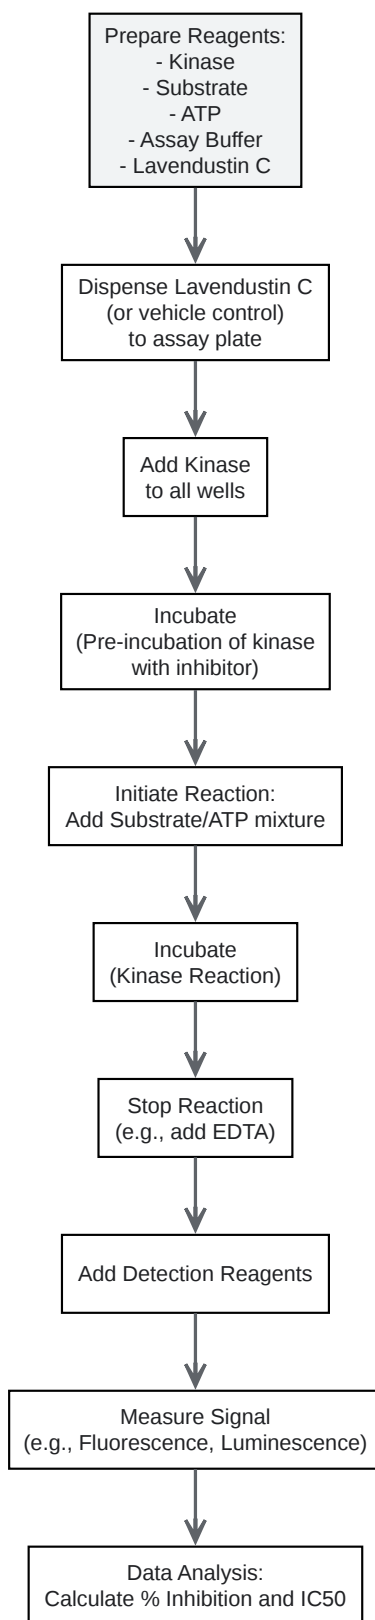 Prepare Reagents:
- Kinase
- Substrate
- ATP
- Assay Buffer
- Lavendustin C
Dispense Lavendustin C
(or vehicle control)
to assay plate
Add Kinase
to all wells
Incubate
(Pre-incubation of kinase
with inhibitor)
Initiate Reaction:
Add Substrate/ATP mixture
Incubate
(Kinase Reaction)
Stop Reaction
(e.g., add EDTA)
Add Detection Reagents
Measure Signal
(e.g., Fluorescence, Luminescence)
Data Analysis:
Calculate % Inhibition and IC50